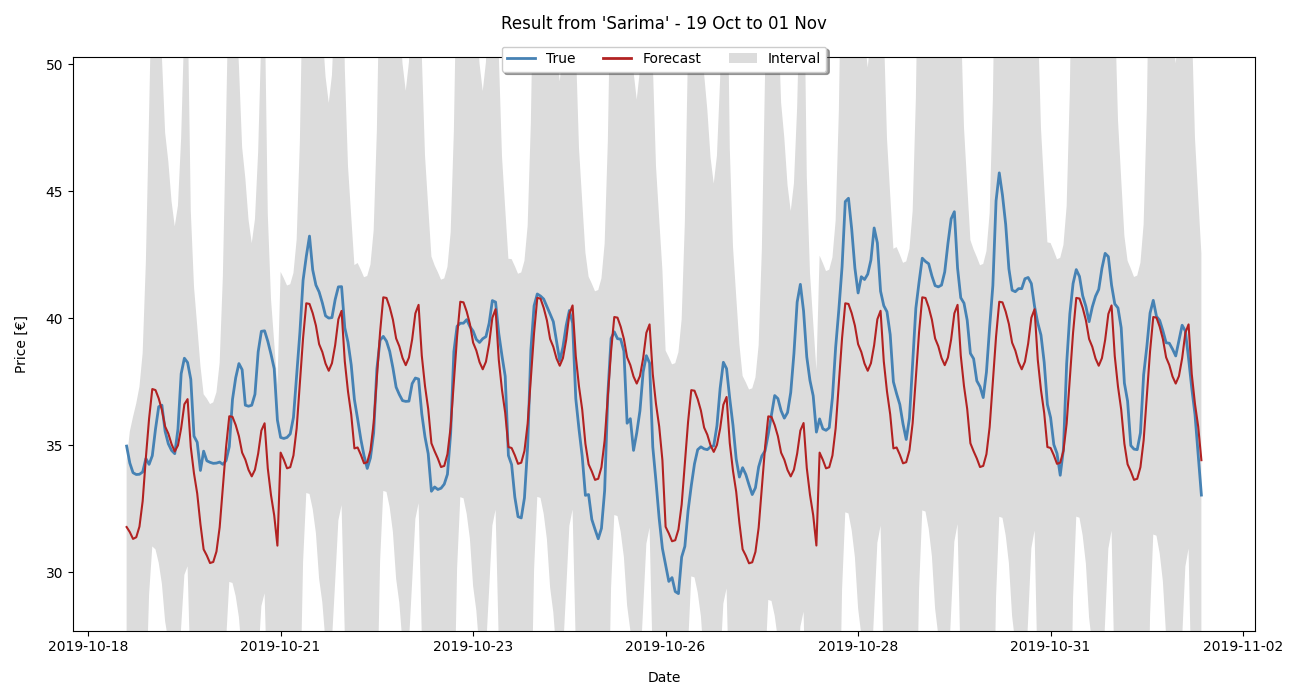 Result from 'Sarima' - 19 Oct to 01 Nov
True Forecast Interval
50
45
40
35
30
Price [€]
2019-10-18 2019-10-21 2019-10-23 2019-10-26 2019-10-28 2019-10-31 2019-11-02
Date